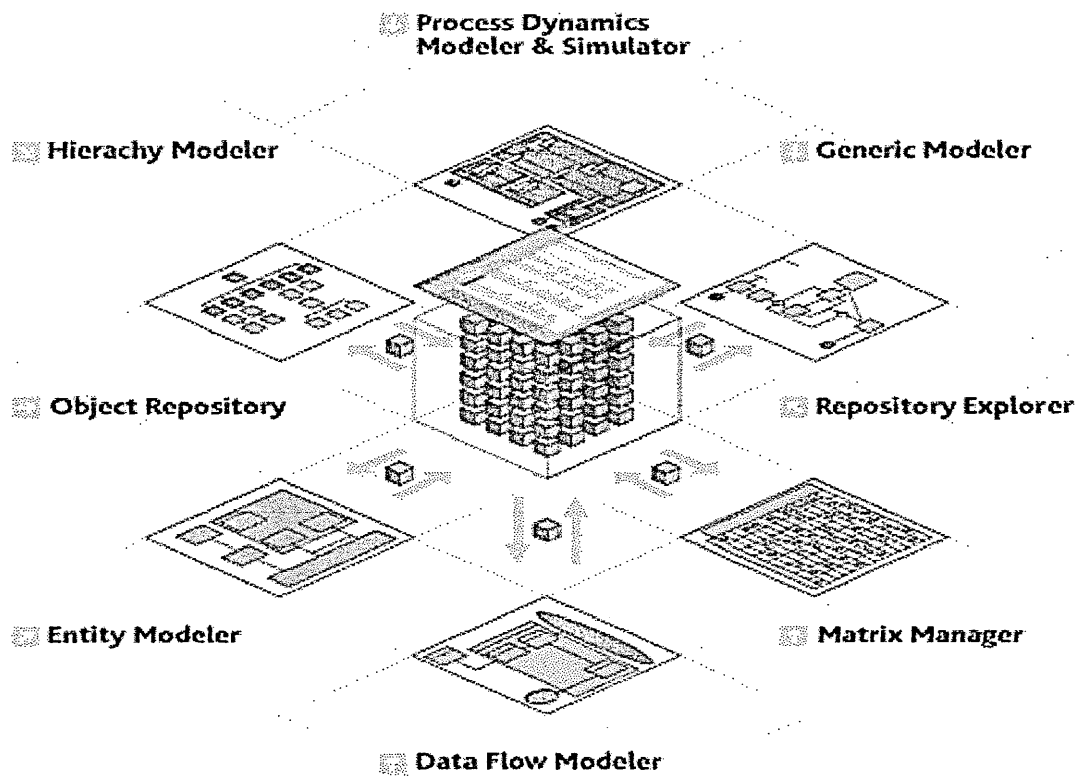 Process Dynamics
Modeler & Simulator
Hierachy Modeler
Generic Modeler
Object Repository
Repository Explorer
Entity Modeler
Matrix Manager
Data Flow Modeler